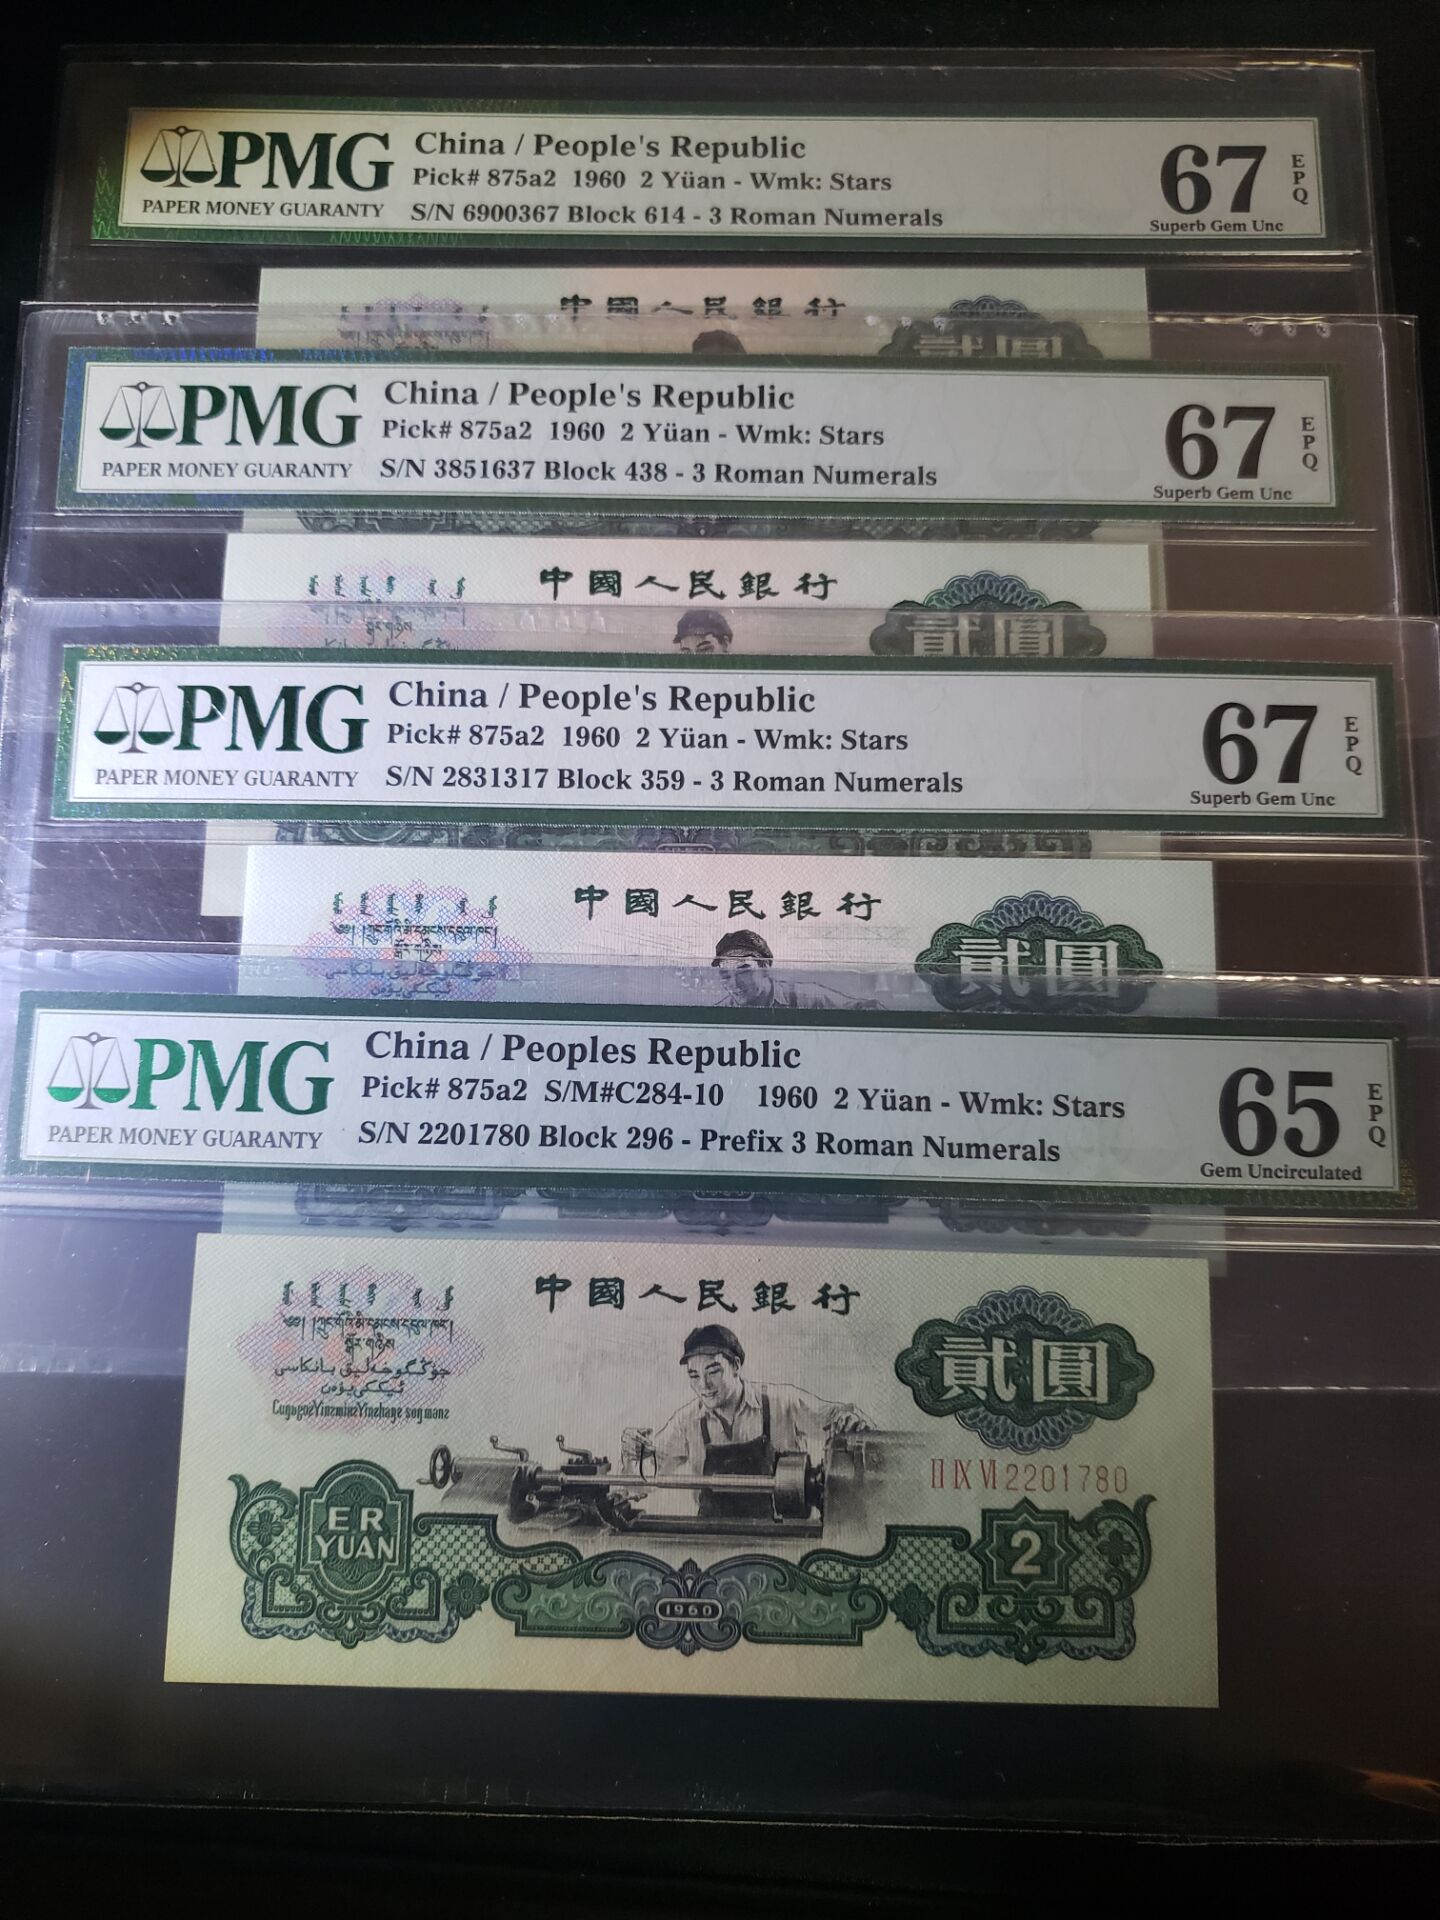 PMG
PAPER MONEY GUARANTY
China / People's Republic
Pick# 875a2 1960 2 Yüan - Wmk: Stars
S/N 6900367 Block 614 - 3 Roman Numerals
67
EPQ
Superb Gem Unc
中國人民銀行
貳圓
PMG
PAPER MONEY GUARANTY
China / People's Republic
Pick# 875a2 1960 2 Yüan - Wmk: Stars
S/N 3851637 Block 438 - 3 Roman Numerals
67
EPQ
Superb Gem Unc
中國人民銀行
貳圓
PMG
PAPER MONEY GUARANTY
China / People's Republic
Pick# 875a2 1960 2 Yüan - Wmk: Stars
S/N 2831317 Block 359 - 3 Roman Numerals
67
EPQ
Superb Gem Unc
中國人民銀行
貳圓
PMG
PAPER MONEY GUARANTY
China / Peoples Republic
Pick# 875a2 S/M#C284-10 1960 2 Yüan - Wmk: Stars
S/N 2201780 Block 296 - Prefix 3 Roman Numerals
65
EPQ
Gem Uncirculated
中國人民銀行
貳圓
II IX VI 2201780
ER
YUAN
2
1960